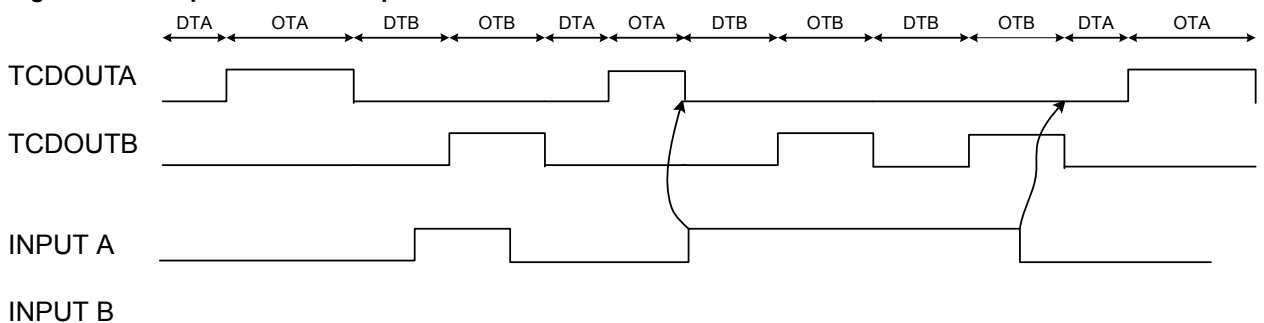 DTA OTA DTB OTB DTA OTA DTB OTB DTB OTB DTA OTA
TCDOUTA
TCDOUTB
INPUT A
INPUT B